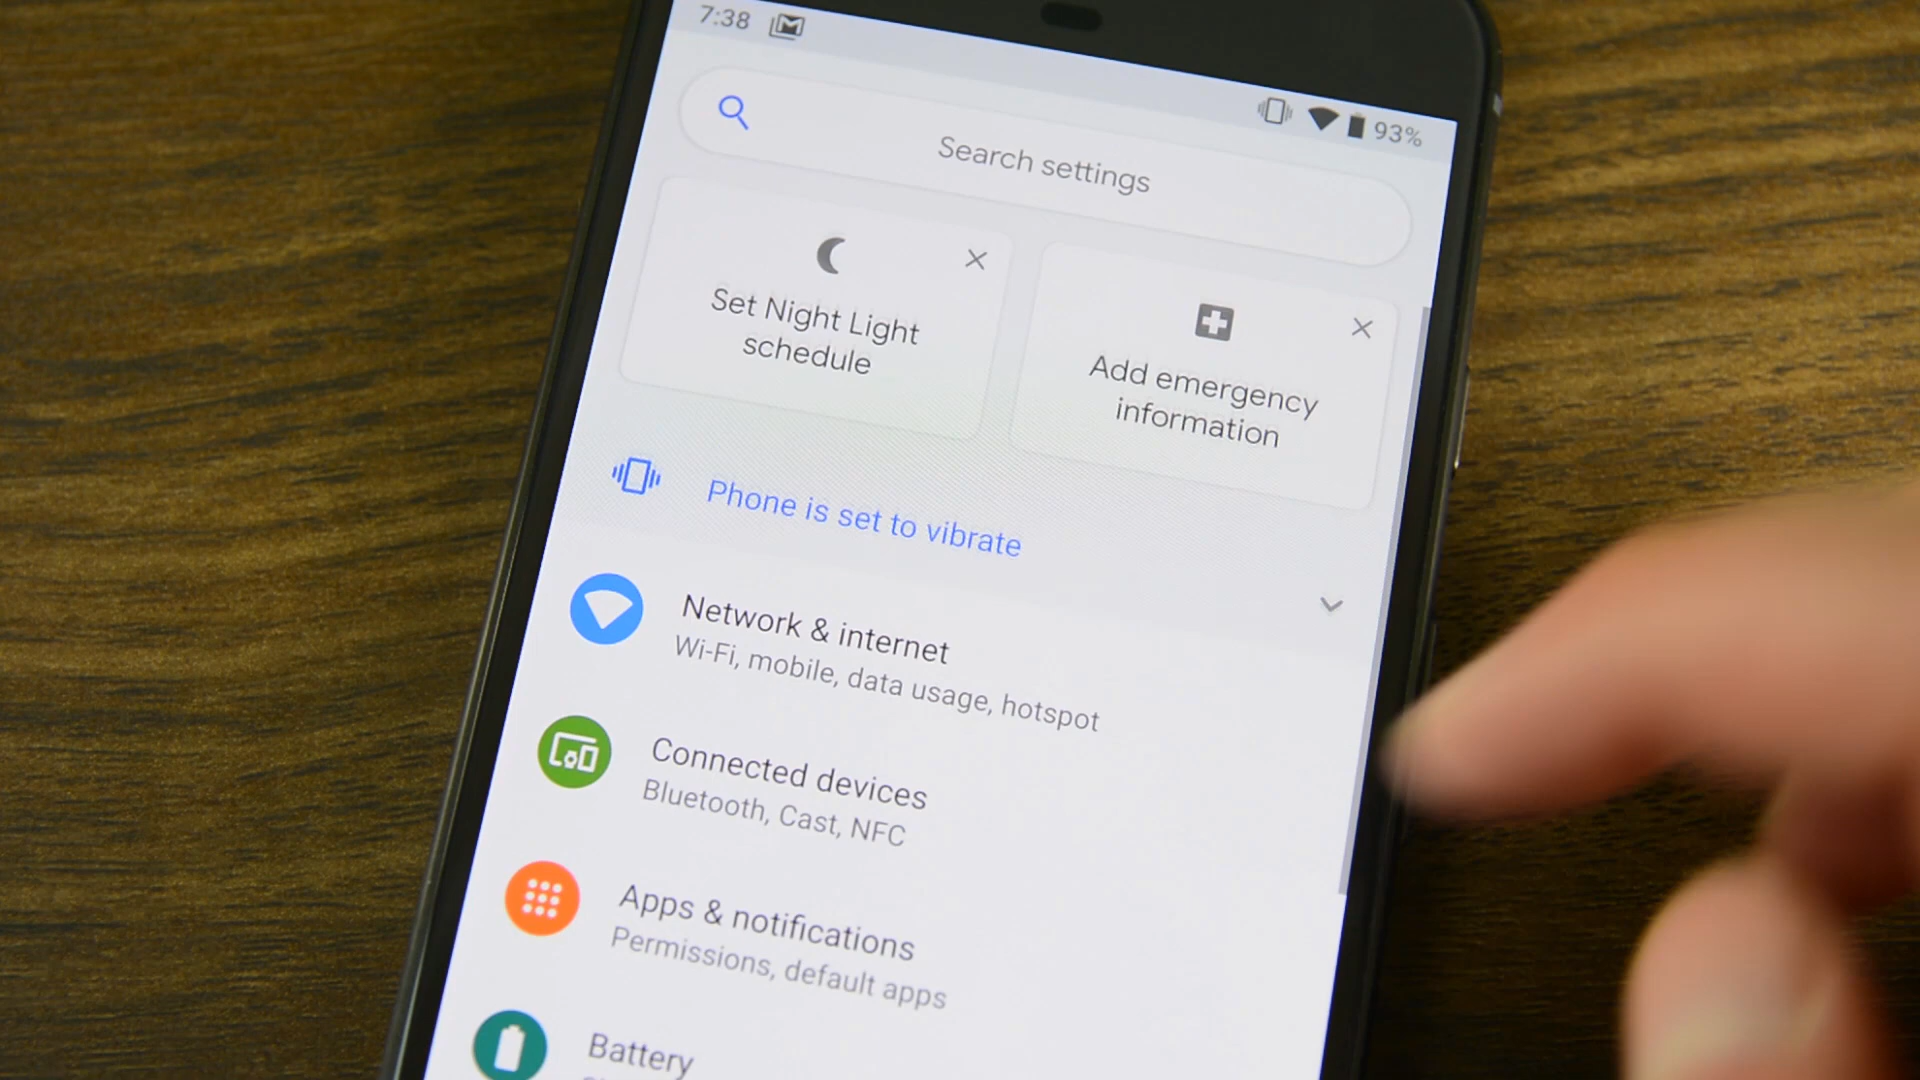 7:38
93%
Search settings
Set Night Light
schedule
Add emergency
information
Phone is set to vibrate
Network & internet
Wi-Fi, mobile, data usage, hotspot
Connected devices
Bluetooth, Cast, NFC
Apps & notifications
Permissions, default apps
Battery